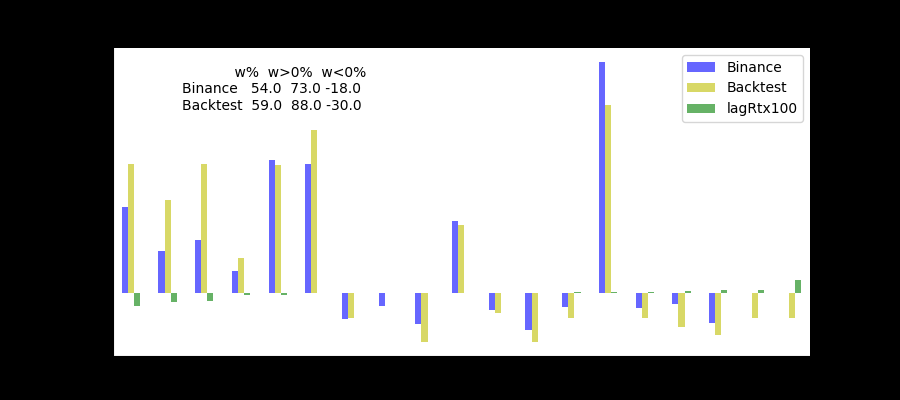 w% w>0% w<0%
Binance 54.0 73.0 -18.0
Backtest 59.0 88.0 -30.0
Binance
Backtest
lagRtx100